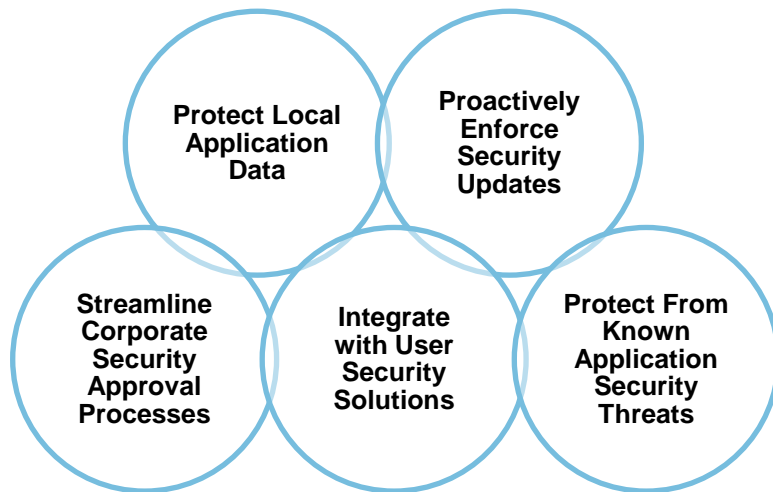 Protect Local
Application
Data
Proactively
Enforce
Security
Updates
Streamline
Corporate
Security
Approval
Processes
Integrate
with User
Security
Solutions
Protect From
Known
Application
Security
Threats